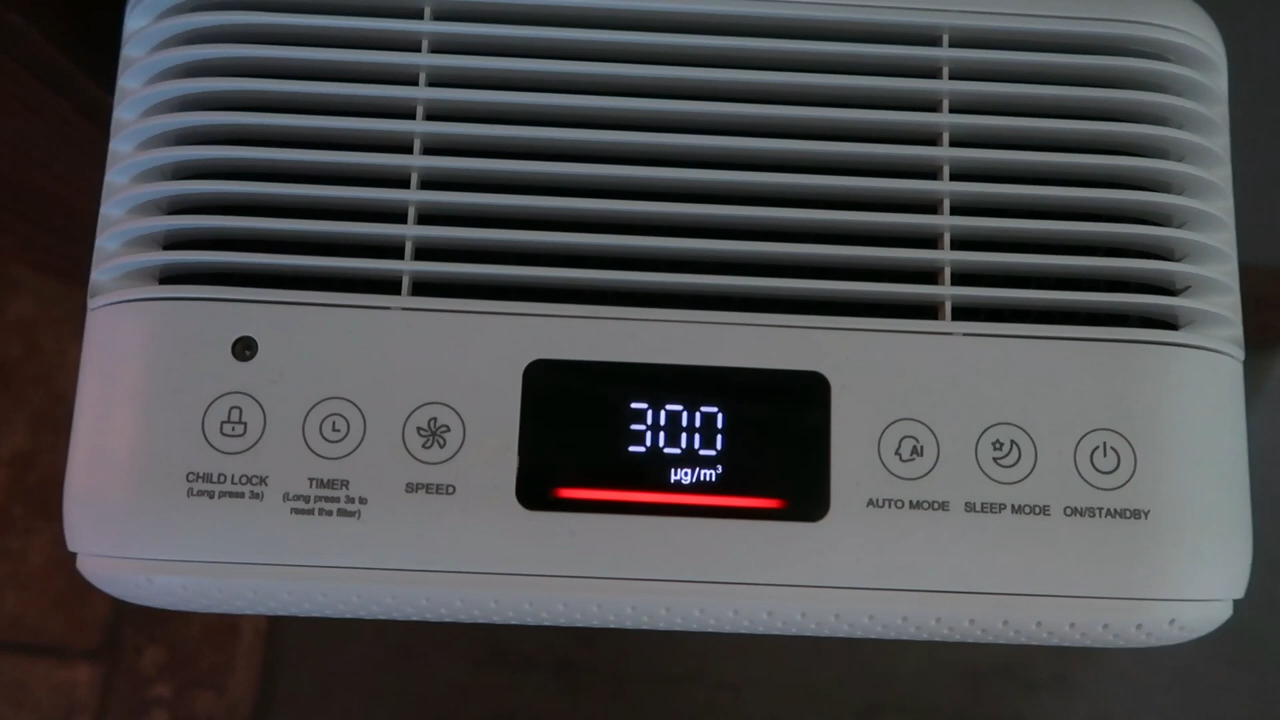 300
µg/m³
CHILD LOCK
(Long press 3s)
TIMER
(Long press 3s to
reset the filter)
SPEED
AI
AUTO MODE
SLEEP MODE
ON/STANDBY